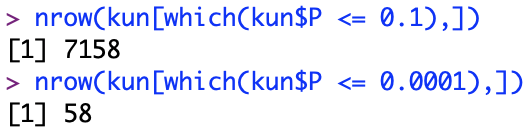 > nrow(kun[which(kun$P <= 0.1),])
[1] 7158
> nrow(kun[which(kun$P <= 0.0001),])
[1] 58